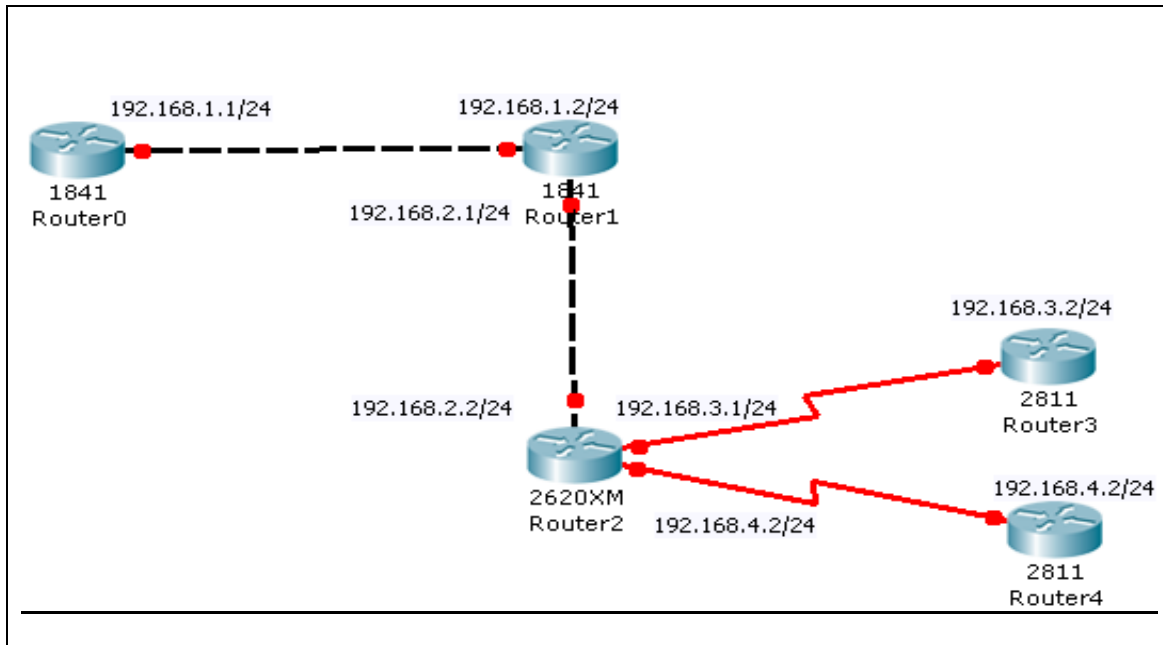 192.168.1.1/24
192.168.1.2/24
1841
Router0
1841
Router1
192.168.2.1/24
192.168.3.2/24
2811
Router3
192.168.2.2/24
192.168.3.1/24
2620XM
Router2
192.168.4.2/24
192.168.4.2/24
2811
Router4